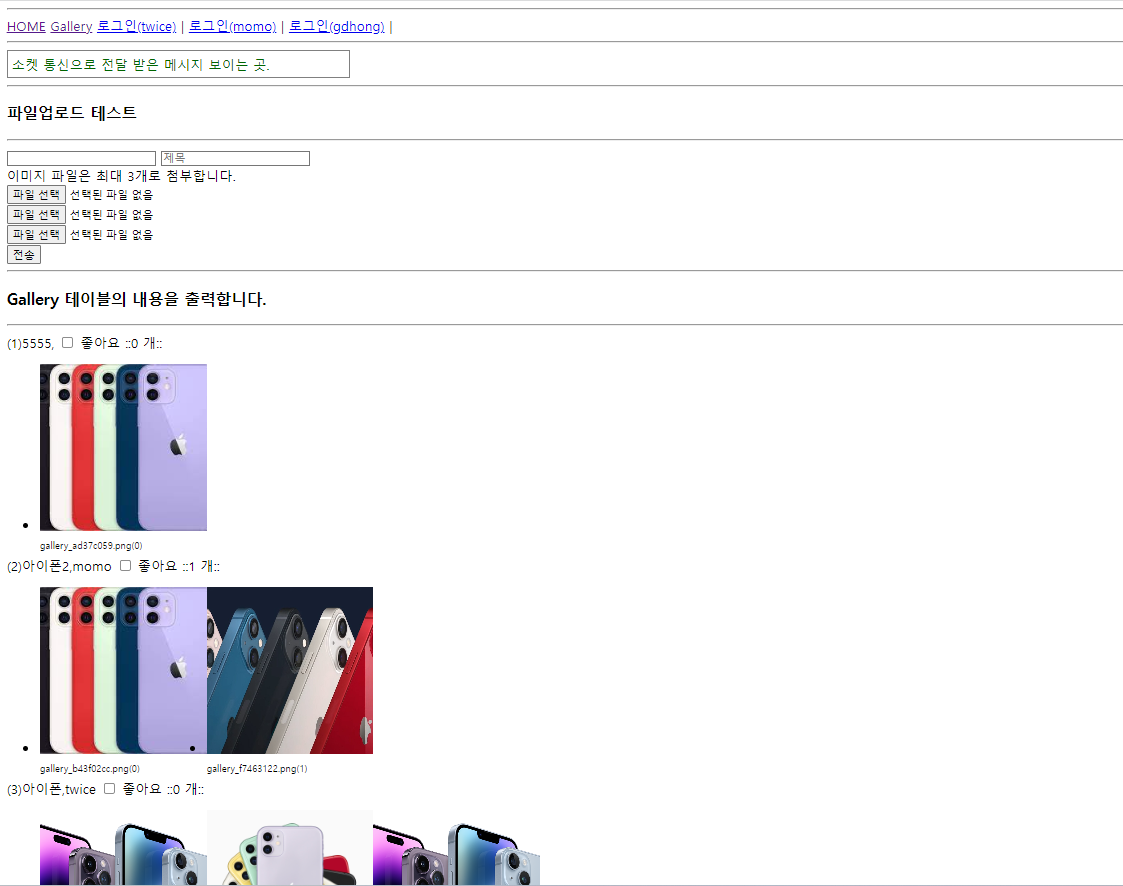 HOME Gallery 로그인(twice) | 로그인(momo) | 로그인(gdhong) |
소켓 통신으로 전달 받은 메시지 보이는 곳.
파일업로드 테스트
제목
이미지 파일은 최대 3개로 첨부합니다.
파일 선택 선택된 파일 없음
파일 선택 선택된 파일 없음
파일 선택 선택된 파일 없음
전송
Gallery 테이블의 내용을 출력합니다.
(1)5555, 좋아요 ::0 개::
gallery_ad37c059.png(0)
(2)아이폰2,momo 좋아요 ::1 개::
gallery_b43f02cc.png(0) gallery_f7463122.png(1)
(3)아이폰,twice 좋아요 ::0 개::